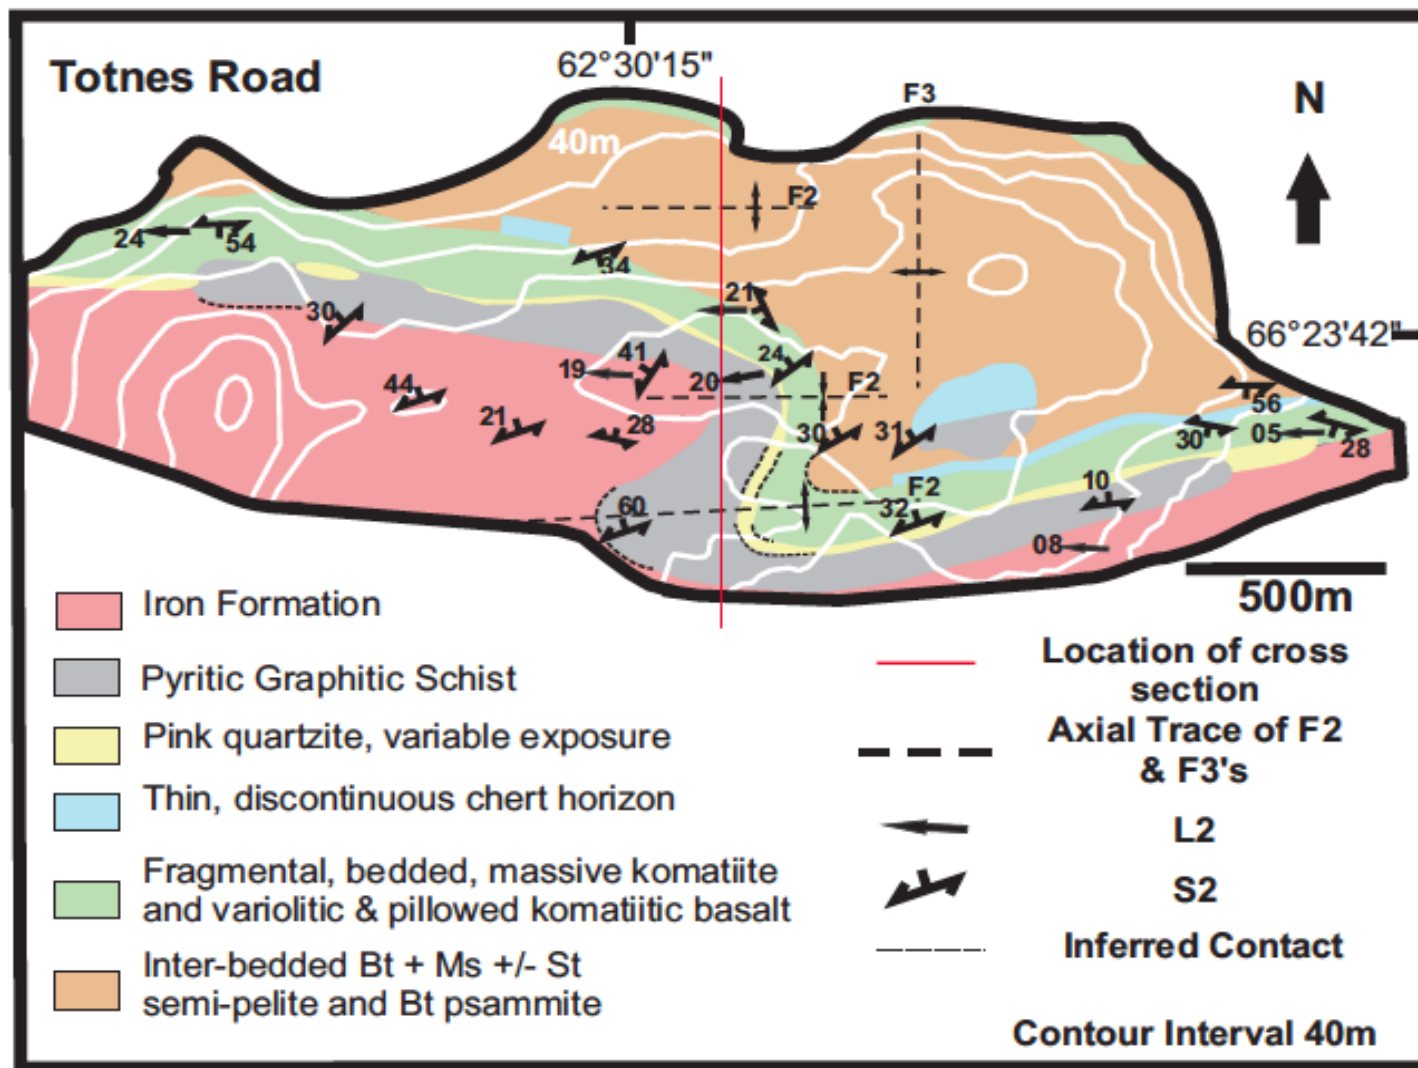 Totnes Road
62°30'15"
F3
N
40m
F2
24
54
34
21
66°23'42"
30
41
24
19
20
F2
44
56
21
28
30
31
30
05
28
F2
10
60
32
08
500m
Iron Formation
Pyritic Graphitic Schist
Pink quartzite, variable exposure
Thin, discontinuous chert horizon
Fragmental, bedded, massive komatiite
and variolitic & pillowed komatiitic basalt
Inter-bedded Bt + Ms +/- St
semi-pelite and Bt psammite
Location of cross
section
Axial Trace of F2
& F3's
L2
S2
Inferred Contact
Contour Interval 40m